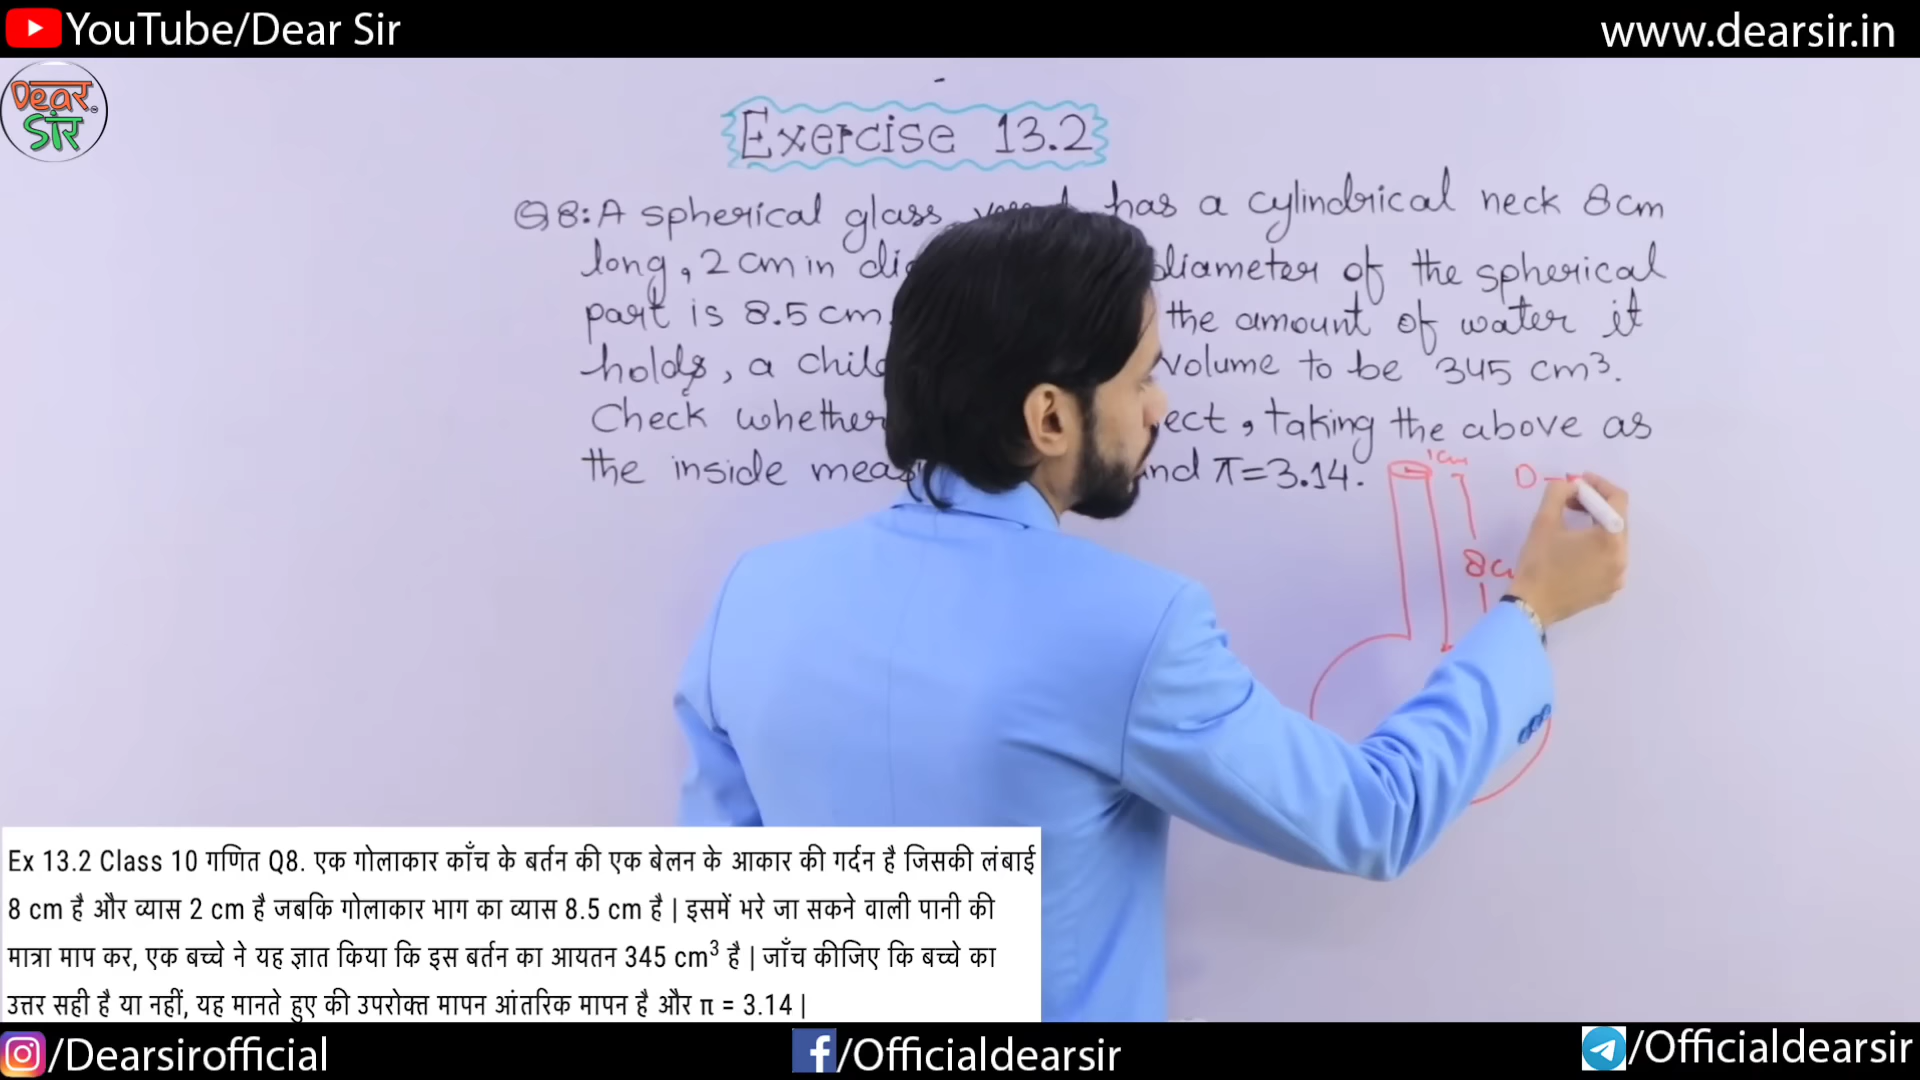 YouTube/Dear Sir
www.dearsir.in
Dear
सर
Exercise 13.2
Q8: A spherical glass has a cylindrical neck 8cm
long, 2 cm in diameter of the spherical
part is 8.5 cm. the amount of water it
holds, a volume to be 345 cm³.
Check whether taking the above as
the inside π=3.14.
1cm
8c
D
Ex 13.2 Class 10 गणित Q8. एक गोलाकार काँच के बर्तन की एक बेलन के आकार की गर्दन है जिसकी लंबाई
8 cm है और व्यास 2 cm है जबकि गोलाकार भाग का व्यास 8.5 cm है | इसमें भरे जा सकने वाली पानी की
मात्रा माप कर, एक बच्चे ने यह ज्ञात किया कि इस बर्तन का आयतन 345 cm³ है | जाँच कीजिए कि बच्चे का
उत्तर सही है या नहीं, यह मानते हुए की उपरोक्त मापन आंतरिक मापन है और π = 3.14 |
/Dearsirofficial
/Officialdearsir
/Officialdearsir